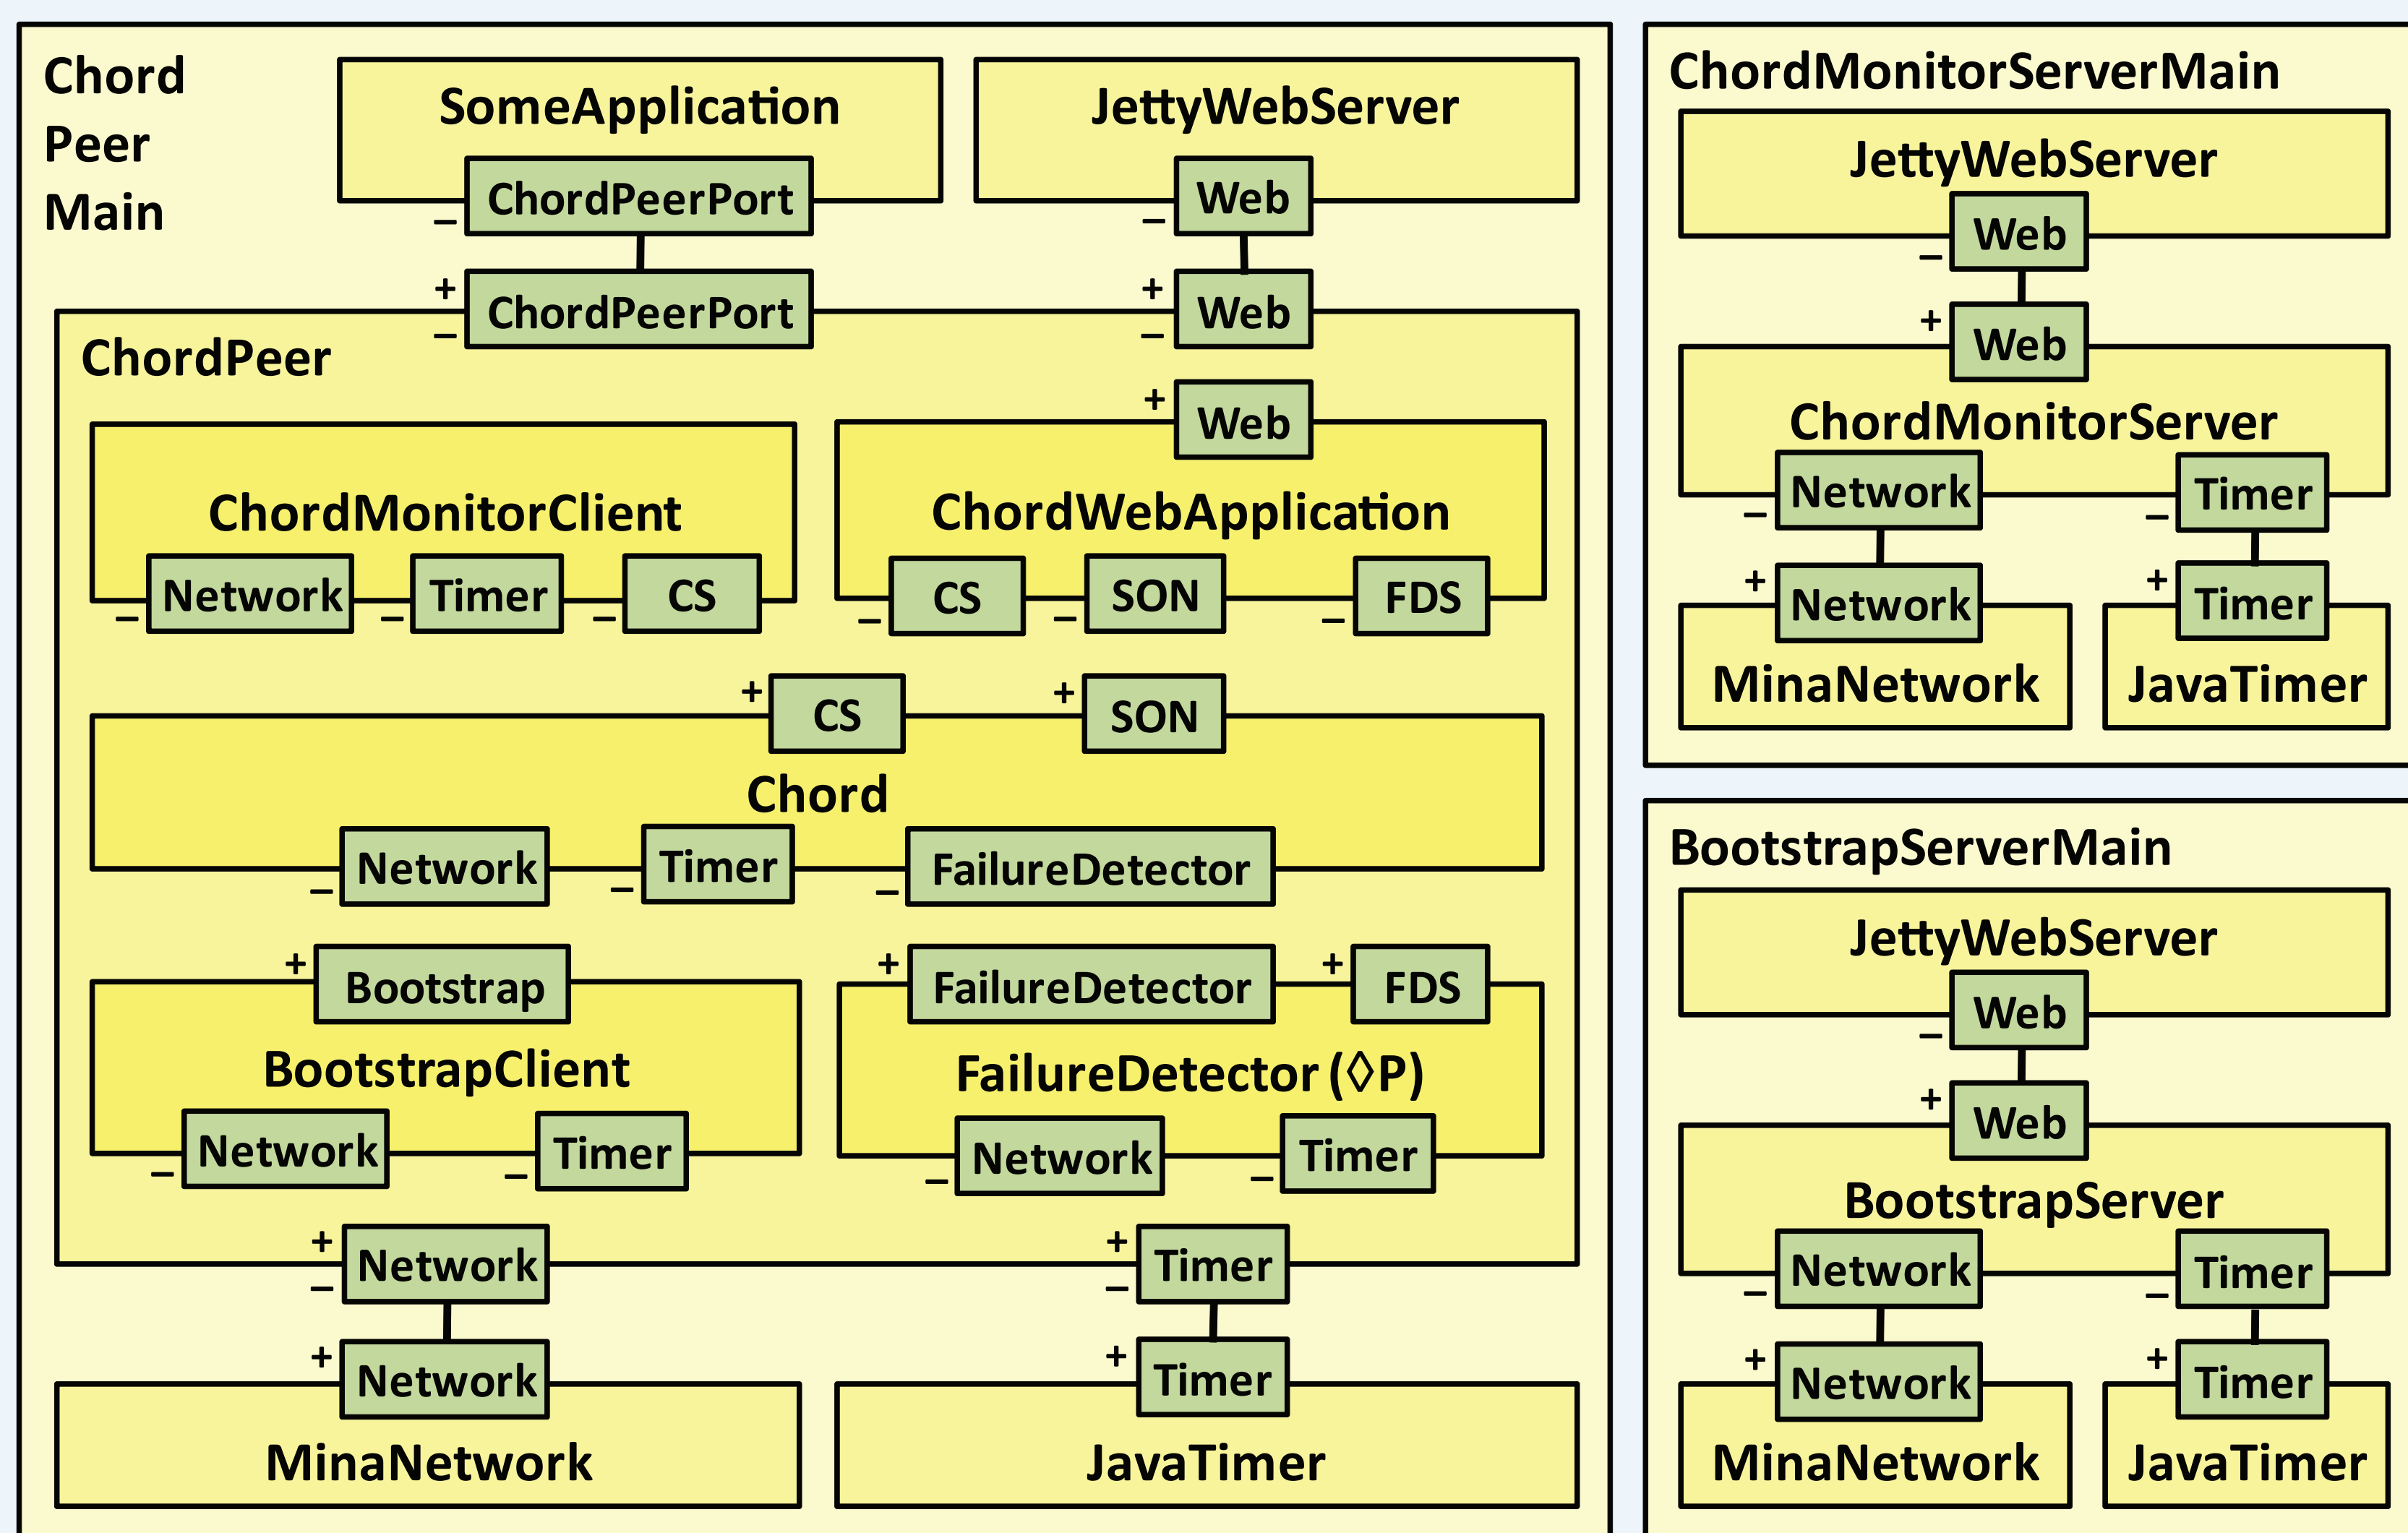 Chord
Peer
Main
SomeApplication
JettyWebServer
ChordPeerPort
Web
–
–
+
ChordPeerPort
+
Web
–
–
ChordPeer
+
Web
ChordMonitorClient
ChordWebApplication
Network
Timer
CS
CS
SON
FDS
–
–
–
–
–
–
+
CS
+
SON
Chord
Network
Timer
FailureDetector
–
–
–
+
Bootstrap
+
FailureDetector
+
FDS
BootstrapClient
FailureDetector (◊P)
Network
Timer
Network
Timer
–
–
–
–
+
Network
+
Timer
–
–
+
Network
+
Timer
MinaNetwork
JavaTimer
ChordMonitorServerMain
JettyWebServer
Web
–
+
Web
ChordMonitorServer
Network
Timer
–
–
+
Network
+
Timer
MinaNetwork
JavaTimer
BootstrapServerMain
JettyWebServer
Web
–
+
Web
BootstrapServer
Network
Timer
–
–
+
Network
+
Timer
MinaNetwork
JavaTimer